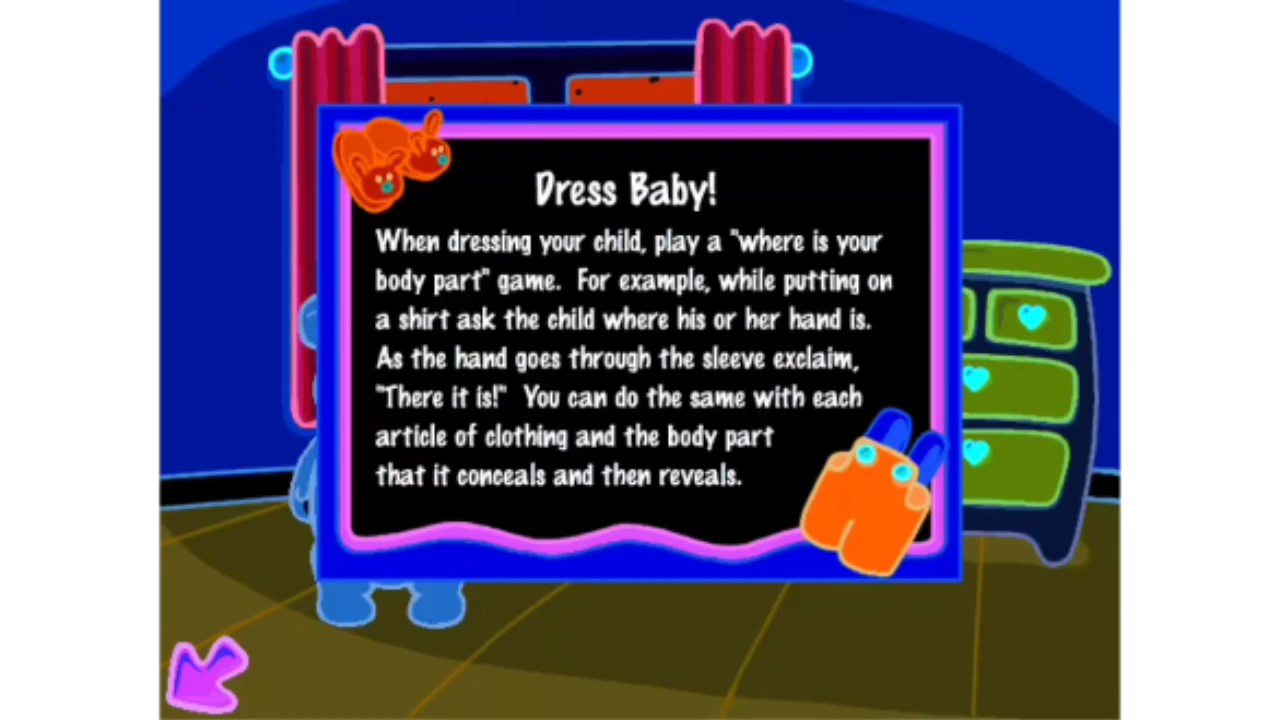 Dress Baby!
When dressing your child, play a "where is your
body part" game.  For example, while putting on
a shirt ask the child where his or her hand is.
As the hand goes through the sleeve exclaim,
"There it is!"  You can do the same with each
article of clothing and the body part
that it conceals and then reveals.